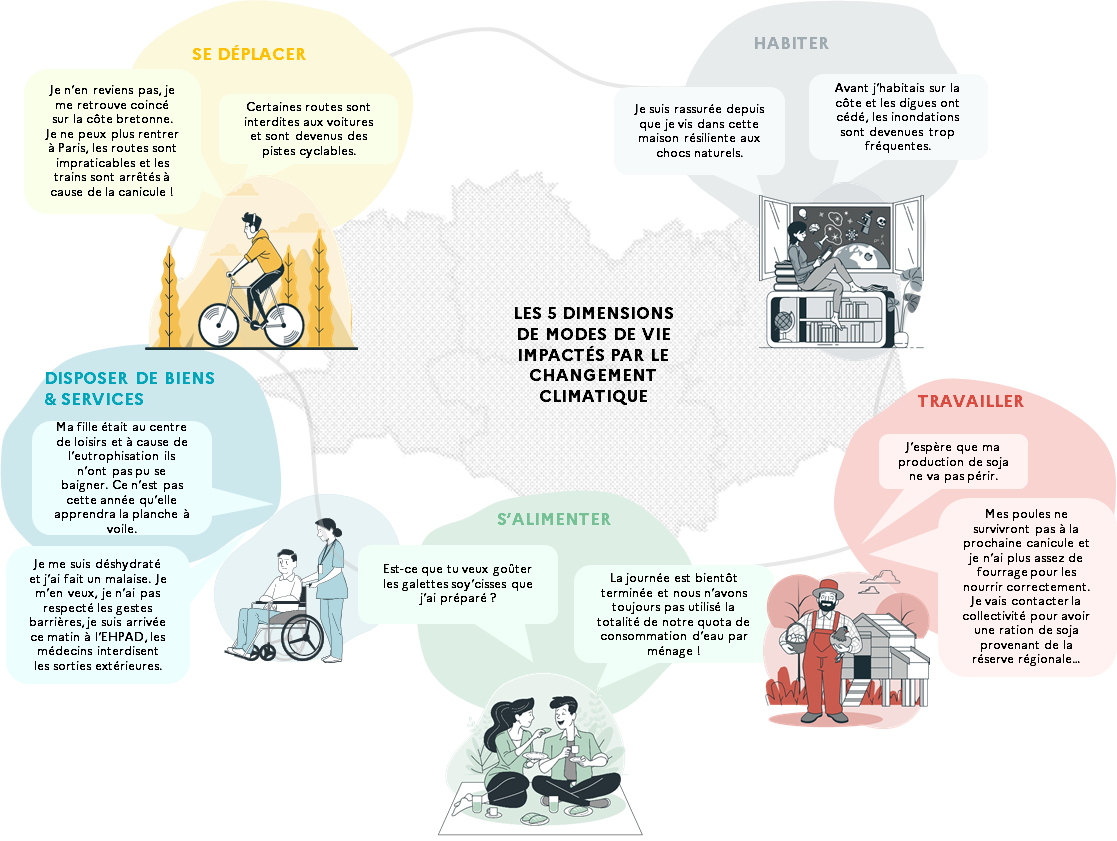 SE DÉPLACER
Je n'en reviens pas, je
me retrouve coincé
sur la côte bretonne.
Je ne peux plus rentrer
à Paris, les routes sont
impraticables et les
trains sont arrêtés à
cause de la canicule !
Certaines routes sont
interdites aux voitures
et sont devenus des
pistes cyclables.
HABITER
Je suis rassurée depuis
que je vis dans cette
maison résiliente aux
chocs naturels.
Avant j'habitais sur la
côte et les digues ont
cédé, les inondations
sont devenues trop
fréquentes.
LES 5 DIMENSIONS
DE MODES DE VIE
IMPACTÉS PAR LE
CHANGEMENT
CLIMATIQUE
DISPOSER DE BIENS
& SERVICES
Ma fille était au centre
de loisirs et à cause de
l'eutrophisation ils
n'ont pas pu se
baigner. Ce n'est pas
cette année qu'elle
apprendra la planche à
voile.
Je me suis déshydraté
et j'ai fait un malaise. Je
m'en veux, je n'ai pas
respecté les gestes
barrières, je suis arrivée
ce matin à l'EHPAD, les
médecins interdisent
les sorties extérieures.
S'ALIMENTER
Est-ce que tu veux goûter
les galettes soy'cisses que
j'ai préparé ?
La journée est bientôt
terminée et nous n'avons
toujours pas utilisé la
totalité de notre quota de
consommation d'eau par
ménage !
TRAVAILLER
J'espère que ma
production de soja
ne va pas périr.
Mes poules ne
survivront pas à la
prochaine canicule et
je n'ai plus assez de
fourrage pour les
nourrir correctement.
Je vais contacter la
collectivité pour avoir
une ration de soja
provenant de la
réserve régionale...